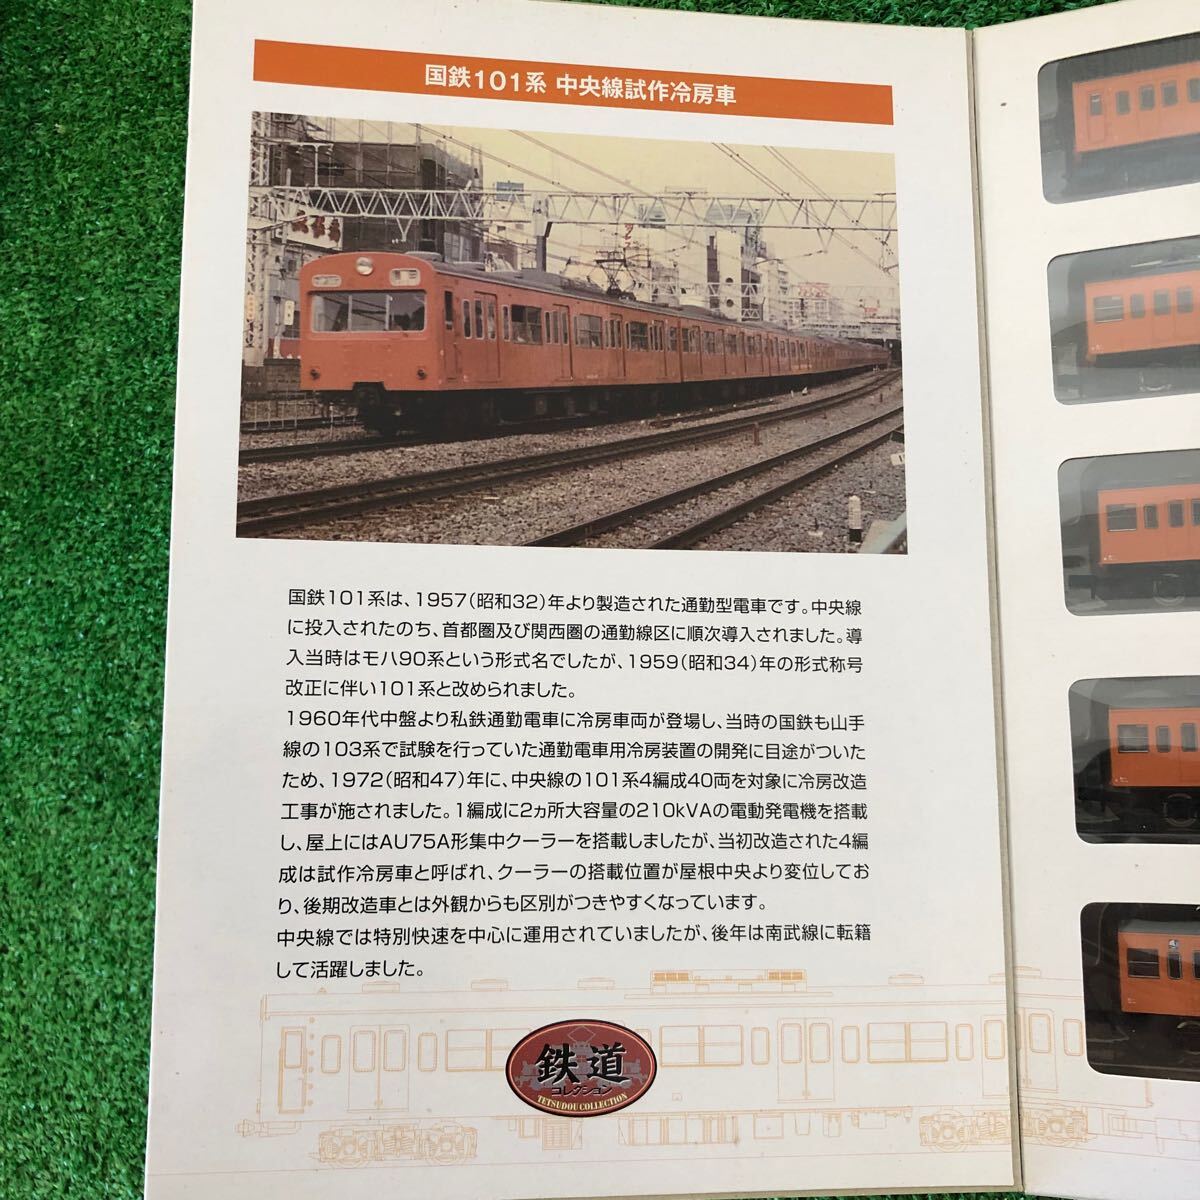 国鉄101系 中央線試作冷房車
国鉄101系は、1957（昭和32）年より製造された通勤型電車です。中央線
に投入されたのち、首都圏及び関西圏の通勤線区に順次導入されました。導
入当時はモハ90系という形式名でしたが、1959（昭和34）年の形式称号
改正に伴い101系と改められました。
1960年代中盤より私鉄通勤電車に冷房車両が登場し、当時の国鉄も山手
線の103系で試験を行っていた通勤電車用冷房装置の開発に目途がついた
ため、1972（昭和47）年に、中央線の101系4編成40両を対象に冷房改造
工事が施されました。1編成に2ヵ所大容量の210kVAの電動発電機を搭載
し、屋上にはAU75A形集中クーラーを搭載しましたが、当初改造された4編
成は試作冷房車と呼ばれ、クーラーの搭載位置が屋根中央より変位してお
り、後期改造車とは外観からも区別がつきやすくなっています。
中央線では特別快速を中心に運用されていましたが、後年は南武線に転籍
して活躍しました。
鉄道
コレクション
TETSUDOU COLLECTION